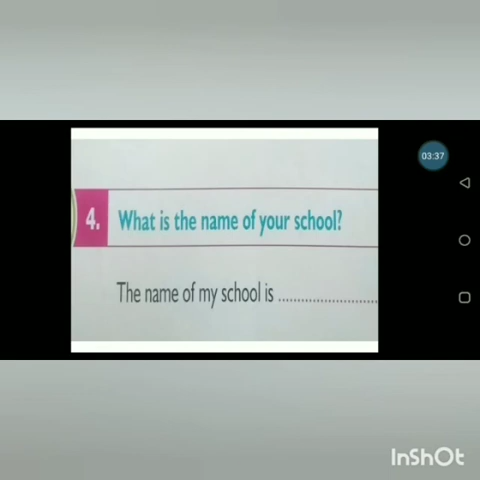 03:37
4. What is the name of your school?
The name of my school is ..........................
InShOt